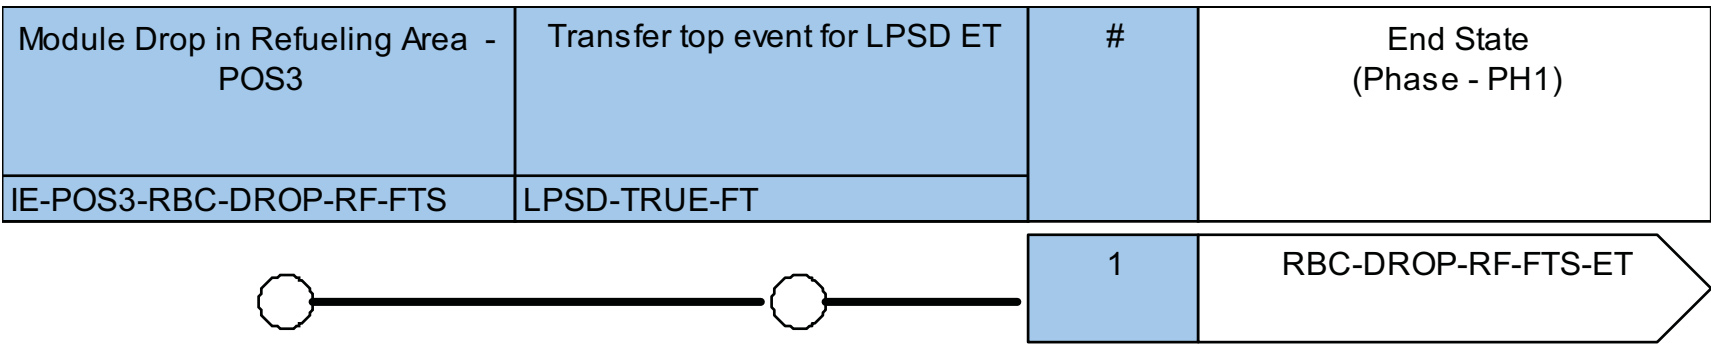 Module Drop in Refueling Area -
POS3
Transfer top event for LPSD ET
#
End State
(Phase - PH1)
IE-POS3-RBC-DROP-RF-FTS
LPSD-TRUE-FT
1
RBC-DROP-RF-FTS-ET